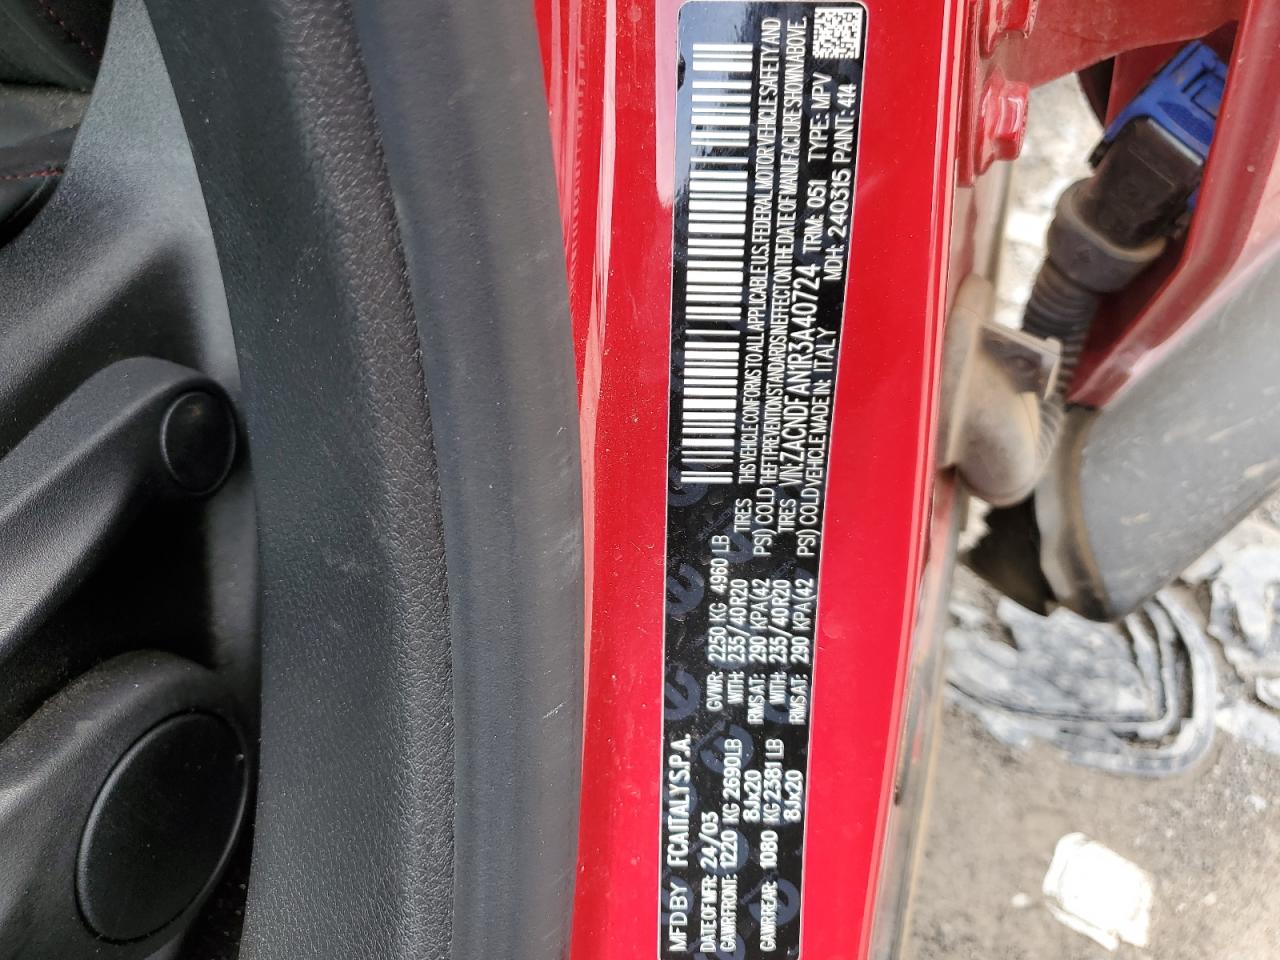 MFD BY FCA ITALY S.P.A.
DATE OF MFR: 24/03 GVWR: 2250 KG 4960 LB
GAWR FRONT: 1220 KG 2690LB WITH: 235/40R20 TIRES
8Jx20 RIMS AT: 290 KPA(42 PSI) COLD
GAWR REAR: 1080 KG 2381 LB WITH: 235/40R20 TIRES
8Jx20 RIMS AT: 290 KPA(42 PSI) COLD
THIS VEHICLE CONFORMS TO ALL APPLICABLE U.S. FEDERAL MOTOR VEHICLE SAFETY AND
THEFT PREVENTION STANDARDS IN EFFECT ON THE DATE OF MANUFACTURE SHOWN ABOVE.
VIN: ZACNDFAN1R3A40724 TRIM: 051 TYPE: MPV
VEHICLE MADE IN: ITALY MDH: 240315 PAINT: 414